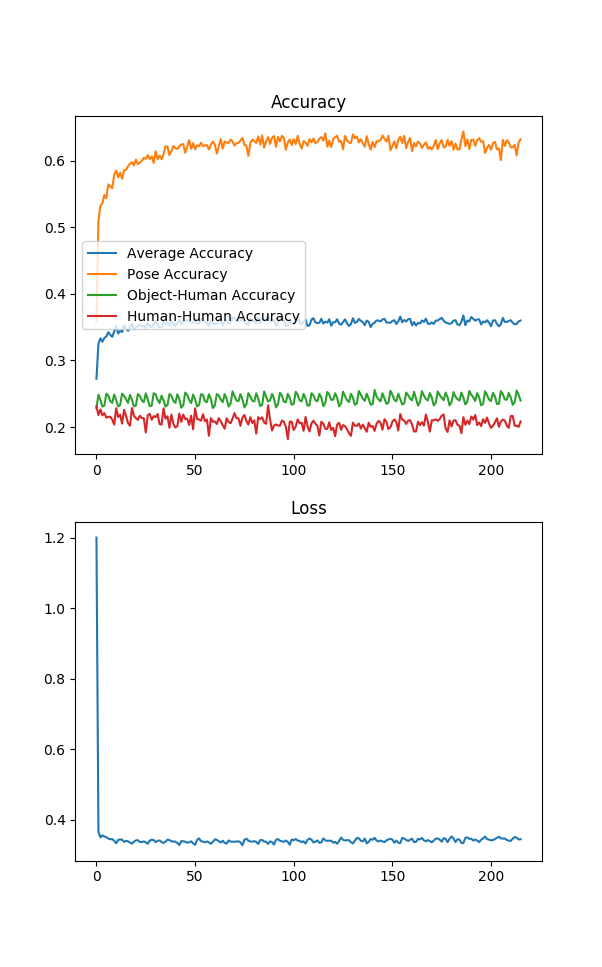 Accuracy
0.6
0.5
0.4
0.3
0.2
Average Accuracy
Pose Accuracy
Object-Human Accuracy
Human-Human Accuracy
0 50 100 150 200
Loss
1.2
1.0
0.8
0.6
0.4
0 50 100 150 200